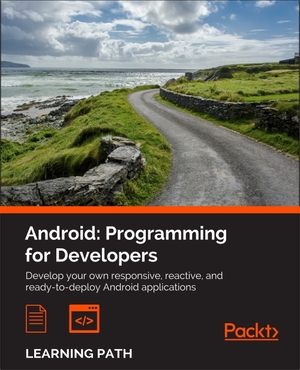 Android: Programming
for Developers
Develop your own responsive, reactive, and
ready-to-deploy Android applications
</>
Packt>
LEARNING PATH